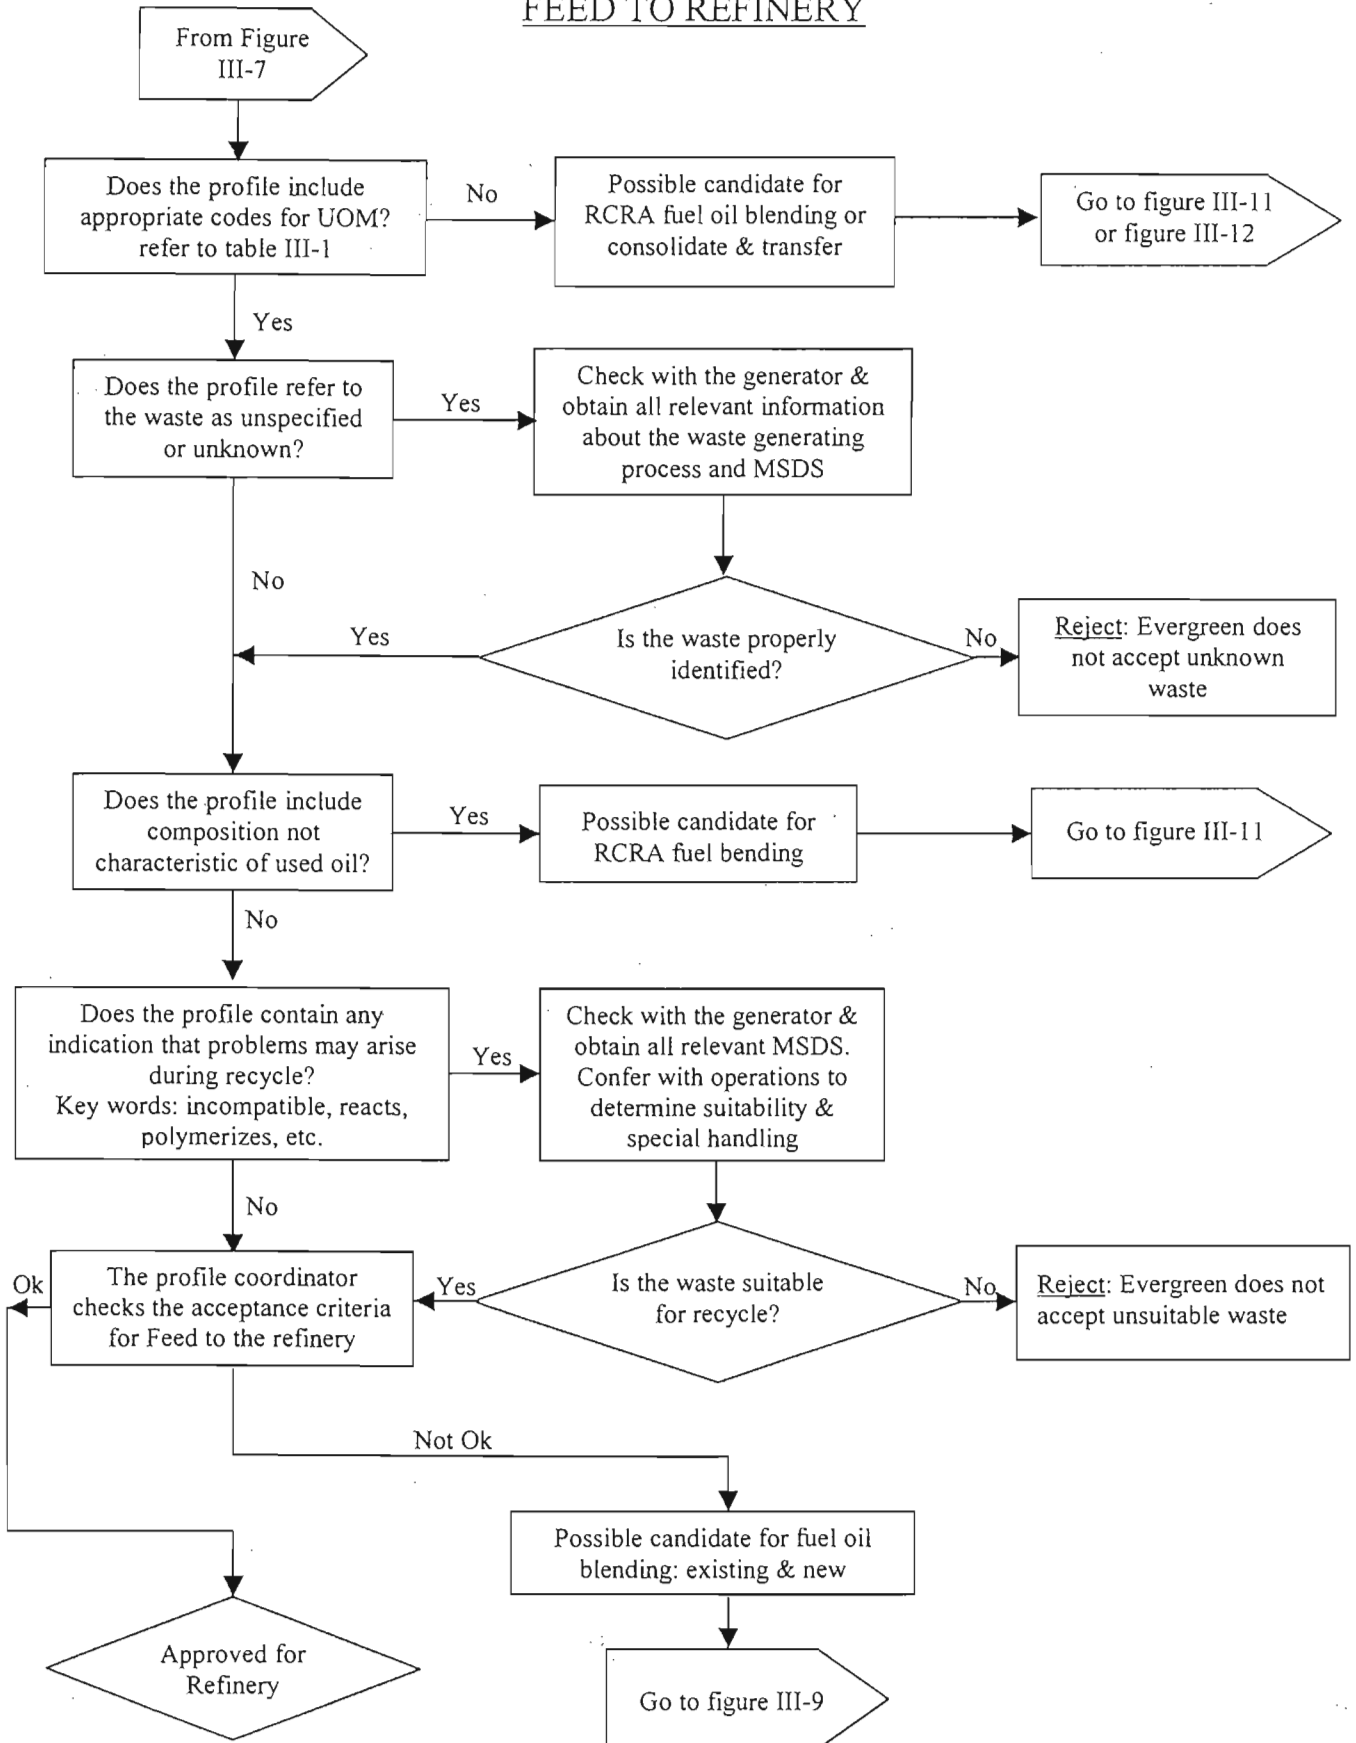 FEED TO REFINERY
From Figure
III-7
Does the profile include
appropriate codes for UOM?
refer to table III-1
No
Possible candidate for
RCRA fuel oil blending or
consolidate & transfer
Go to figure III-11
or figure III-12
Yes
Does the profile refer to
the waste as unspecified
or unknown?
Yes
Check with the generator &
obtain all relevant information
about the waste generating
process and MSDS
No
Yes
Is the waste properly
identified?
No
Reject: Evergreen does
not accept unknown
waste
Does the profile include
composition not
characteristic of used oil?
Yes
Possible candidate for
RCRA fuel bending
Go to figure III-11
No
Does the profile contain any
indication that problems may arise
during recycle?
Key words: incompatible, reacts,
polymerizes, etc.
Yes
Check with the generator &
obtain all relevant MSDS.
Confer with operations to
determine suitability &
special handling
No
Ok
The profile coordinator
checks the acceptance criteria
for Feed to the refinery
Yes
Is the waste suitable
for recycle?
No
Reject: Evergreen does not
accept unsuitable waste
Not Ok
Possible candidate for fuel oil
blending: existing & new
Approved for
Refinery
Go to figure III-9